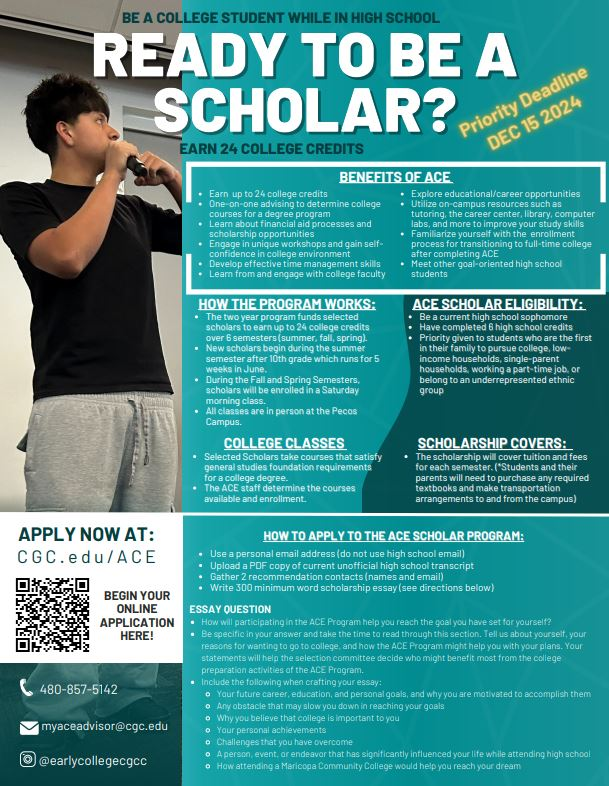 BE A COLLEGE STUDENT WHILE IN HIGH SCHOOL
READY TO BE A
SCHOLAR?
Priority Deadline
DEC 15 2024
EARN 24 COLLEGE CREDITS
BENEFITS OF ACE
• Earn up to 24 college credits
• One-on-one advising to determine college
courses for a degree program
• Learn about financial aid processes and
scholarship opportunities
• Engage in unique workshops and gain self-
confidence in college environment
• Develop effective time management skills
• Learn from and engage with college faculty
• Explore educational/career opportunities
• Utilize on-campus resources such as
tutoring, the career center, library, computer
labs, and more to improve your study skills
• Familiarize yourself with the enrollment
process for transitioning to full-time college
after completing ACE
• Meet other goal-oriented high school
students
HOW THE PROGRAM WORKS:
• The two year program funds selected
scholars to earn up to 24 college credits
over 6 semesters (summer, fall, spring).
• New scholars begin during the summer
semester after 10th grade which runs for 5
weeks in June.
• During the Fall and Spring Semesters,
scholars will be enrolled in a Saturday
morning class.
• All classes are in person at the Pecos
Campus.
ACE SCHOLAR ELIGIBILITY:
• Be a current high school sophomore
• Have completed 6 high school credits
• Priority given to students who are the first
in their family to pursue college, low-
income households, single-parent
households, working a part-time job, or
belong to an underrepresented ethnic
group
COLLEGE CLASSES
• Selected Scholars take courses that satisfy
general studies foundation requirements
for a college degree.
• The ACE staff determine the courses
available and enrollment.
SCHOLARSHIP COVERS:
• The scholarship will cover tuition and fees
for each semester. (*Students and their
parents will need to purchase any required
textbooks and make transportation
arrangements to and from the campus)
APPLY NOW AT:
CGC.edu/ACE
BEGIN YOUR
ONLINE
APPLICATION
HERE!
480-857-5142
myaceadvisor@cgc.edu
@earlycollegecgcc
HOW TO APPLY TO THE ACE SCHOLAR PROGRAM:
• Use a personal email address (do not use high school email)
• Upload a PDF copy of current unofficial high school transcript
• Gather 2 recommendation contacts (names and email)
• Write 300 minimum word scholarship essay (see directions below)
ESSAY QUESTION
• How will participating in the ACE Program help you reach the goal you have set for yourself?
• Be specific in your answer and take the time to read through this section. Tell us about yourself, your
reasons for wanting to go to college, and how the ACE Program might help you with your plans. Your
statements will help the selection committee decide who might benefit most from the college
preparation activities of the ACE Program.
• Include the following when crafting your essay:
○ Your future career, education, and personal goals, and why you are motivated to accomplish them
○ Any obstacle that may slow you down in reaching your goals
○ Why you believe that college is important to you
○ Your personal achievements
○ Challenges that you have overcome
○ A person, event, or endeavor that has significantly influenced your life while attending high school
○ How attending a Maricopa Community College would help you reach your dream